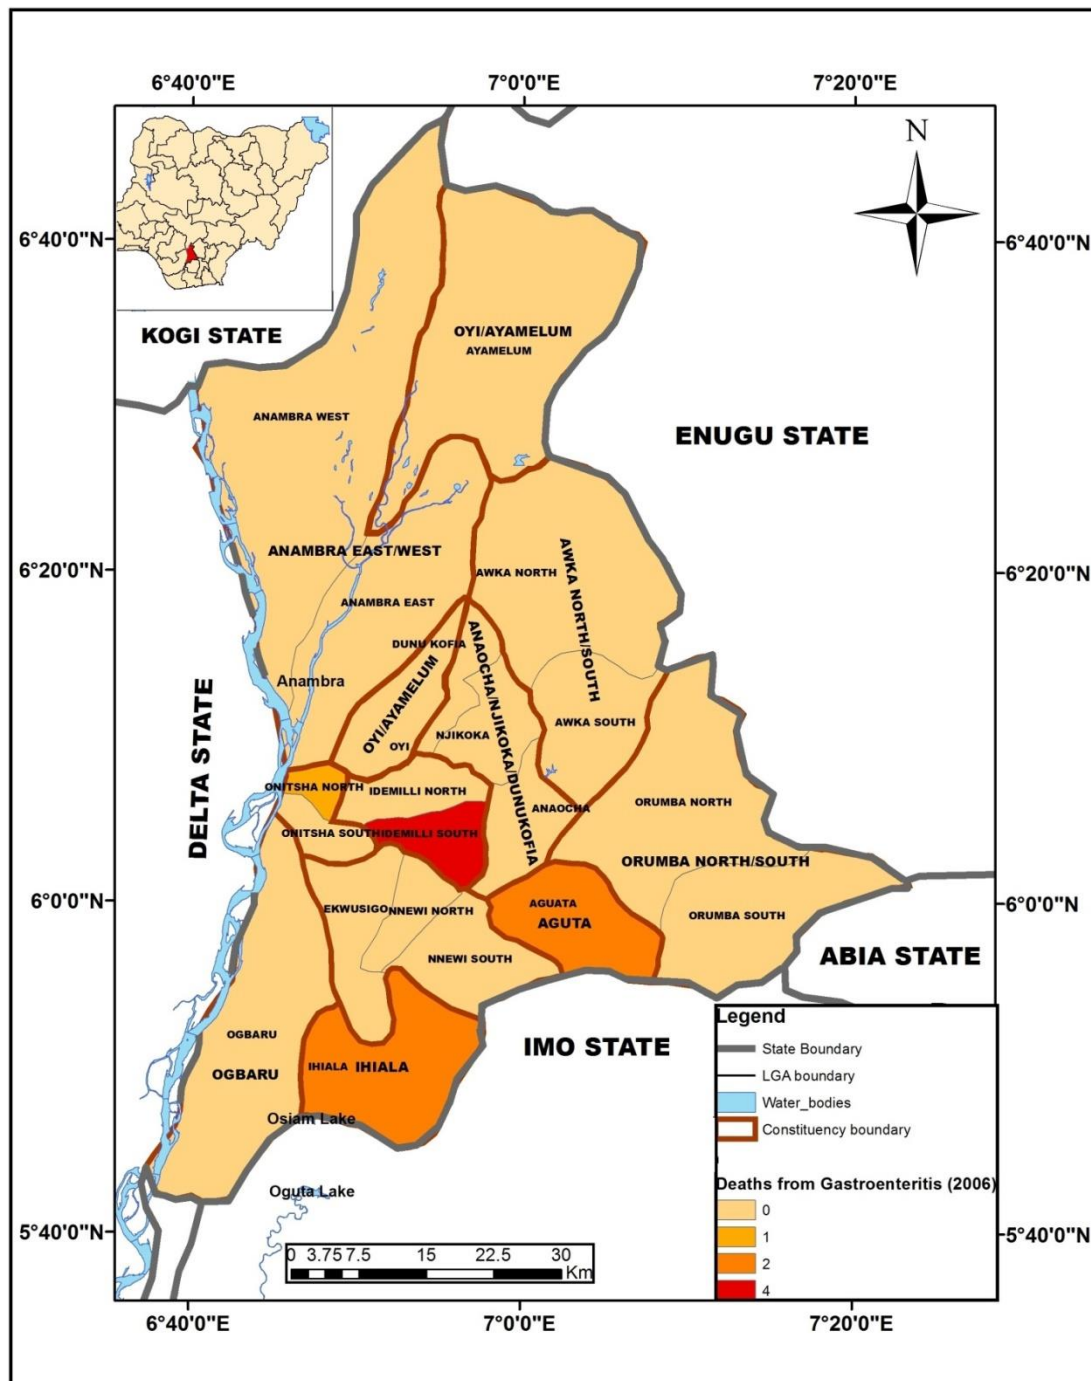 6°40'0"E 7°0'0"E 7°20'0"E
N
6°40'0"N 6°40'0"N
KOGI STATE
OYI/AYAMELUM
AYAMELUM
ANAMBRA WEST
ENUGU STATE
ANAMBRA EAST/WEST
6°20'0"N 6°20'0"N
AWKA NORTH
AWKA NORTH/SOUTH
ANAMBRA EAST
DUNU KOFIA
ANAOCHA/NJIKOKA/DUNUKOFIA
OYI/AYAMELUM
Anambra
DELTA STATE
AWKA SOUTH
NJIKOKA
OYI
ONITSHA NORTH
IDEMILLI NORTH
ANAOCHA
ORUMBA NORTH
ONITSHA SOUTH
IDEMILLI SOUTH
ORUMBA NORTH/SOUTH
6°0'0"N 6°0'0"N
EKWUSIGO
NNEWI NORTH
AGUATA
AGUTA
ORUMBA SOUTH
NNEWI SOUTH
ABIA STATE
OGBARU
OGBARU
IHIALA
IHIALA
IMO STATE
Osiam Lake
Oguta Lake
5°40'0"N 5°40'0"N
0 3.75 7.5 15 22.5 30
Km
Legend
State Boundary
LGA boundary
Water_bodies
Constituency boundary
Deaths from Gastroenteritis (2006)
0
1
2
4
6°40'0"E 7°0'0"E 7°20'0"E